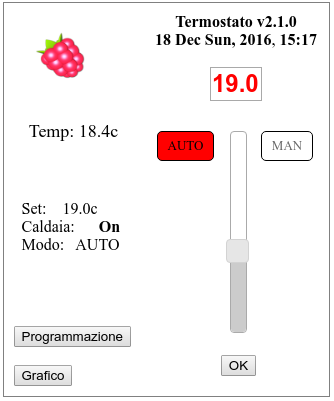 Termostato v2.1.0
18 Dec Sun, 2016, 15:17
19.0
Temp: 18.4c
AUTO
MAN
Set: 19.0c
Caldaia: On
Modo: AUTO
Programmazione
OK
Grafico